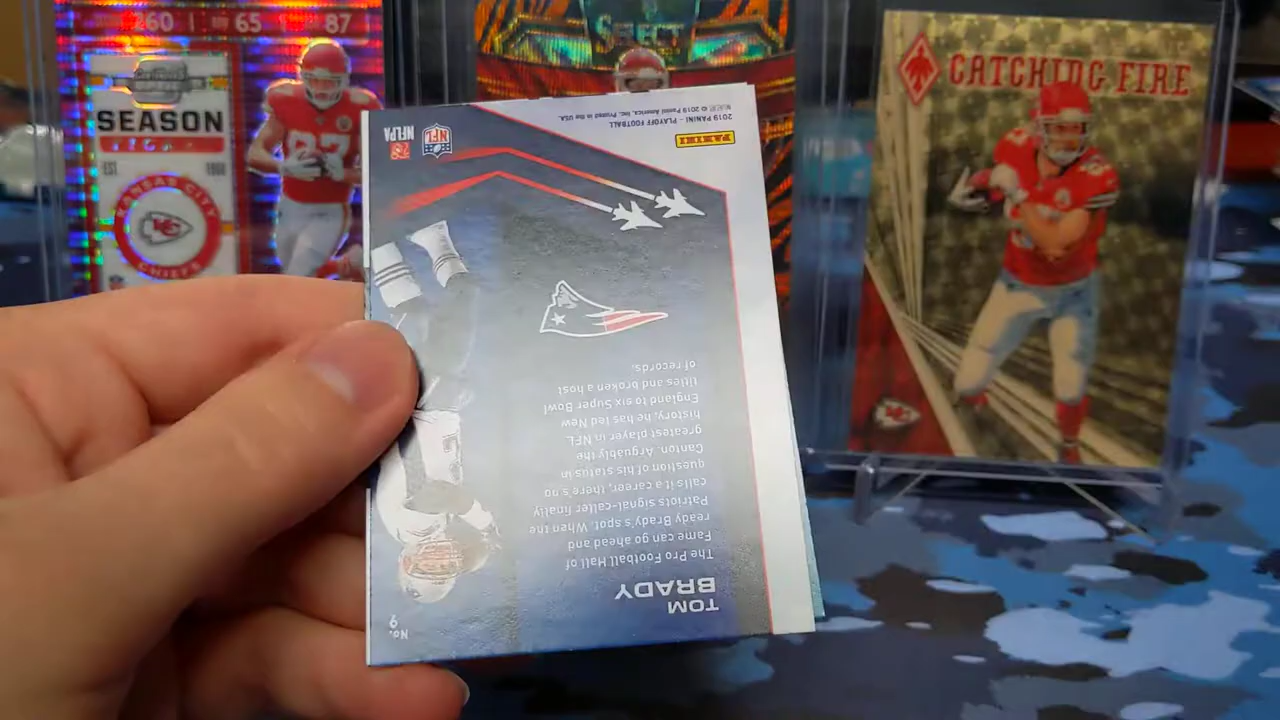 260 65 87
SEASON
EST 1960
KANSAS CITY
CHIEFS
SELECT
CATCHING FIRE
No. 9
TOM
BRADY
The Pro Football Hall of
Fame can go ahead and
ready Brady's spot. When the
Patriots signal-caller finally
calls it a career, there's no
question of his status in
Canton. Arguably the
greatest player in NFL
history, he has led New
England to six Super Bowl
titles and broken a host
of records.
NFL
NFLPA
PANINI
2019 PANINI - PLAYOFF FOOTBALL
© 2019 Panini America, Inc. Printed in the USA.